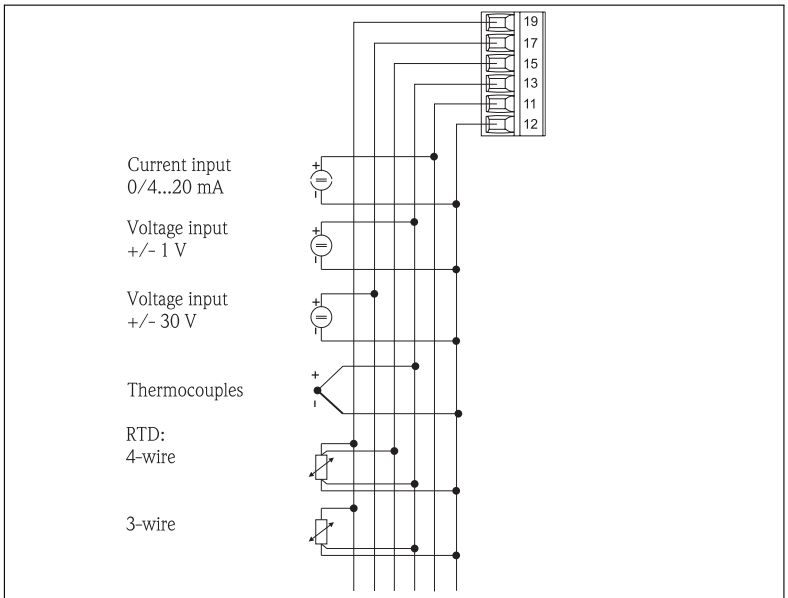 19
17
15
13
11
12
Current input
0/4...20 mA
+
-
Voltage input
+/- 1 V
+
-
Voltage input
+/- 30 V
+
-
Thermocouples
+
-
RTD:
4-wire
3-wire